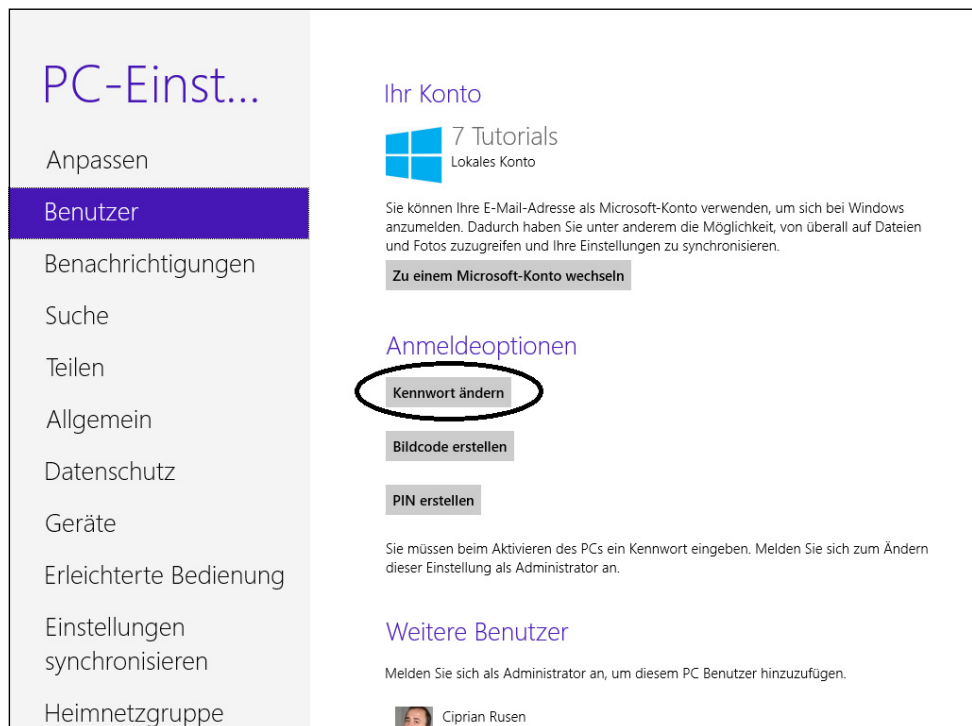 PC-Einst...
Anpassen
Benutzer
Benachrichtigungen
Suche
Teilen
Allgemein
Datenschutz
Geräte
Erleichterte Bedienung
Einstellungen
synchronisieren
Heimnetzgruppe
Ihr Konto
7 Tutorials
Lokales Konto
Sie können Ihre E-Mail-Adresse als Microsoft-Konto verwenden, um sich bei Windows
anzumelden. Dadurch haben Sie unter anderem die Möglichkeit, von überall auf Dateien
und Fotos zuzugreifen und Ihre Einstellungen zu synchronisieren.
Zu einem Microsoft-Konto wechseln
Anmeldeoptionen
Kennwort ändern
Bildcode erstellen
PIN erstellen
Sie müssen beim Aktivieren des PCs ein Kennwort eingeben. Melden Sie sich zum Ändern
dieser Einstellung als Administrator an.
Weitere Benutzer
Melden Sie sich als Administrator an, um diesem PC Benutzer hinzuzufügen.
Ciprian Rusen